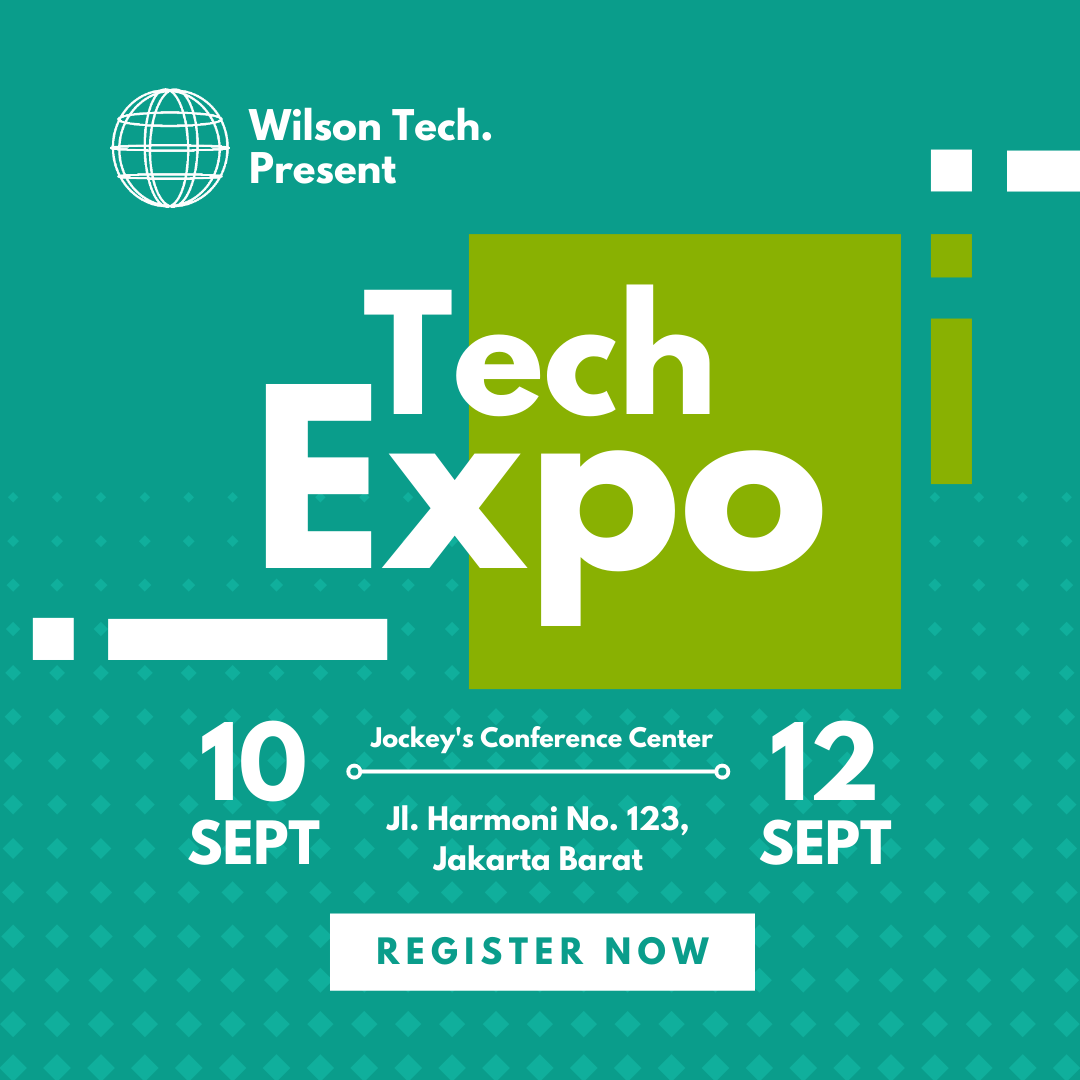 Wilson Tech.
Present
Tech
Expo
10
SEPT
Jockey's Conference Center
Jl. Harmoni No. 123,
Jakarta Barat
12
SEPT
REGISTER NOW